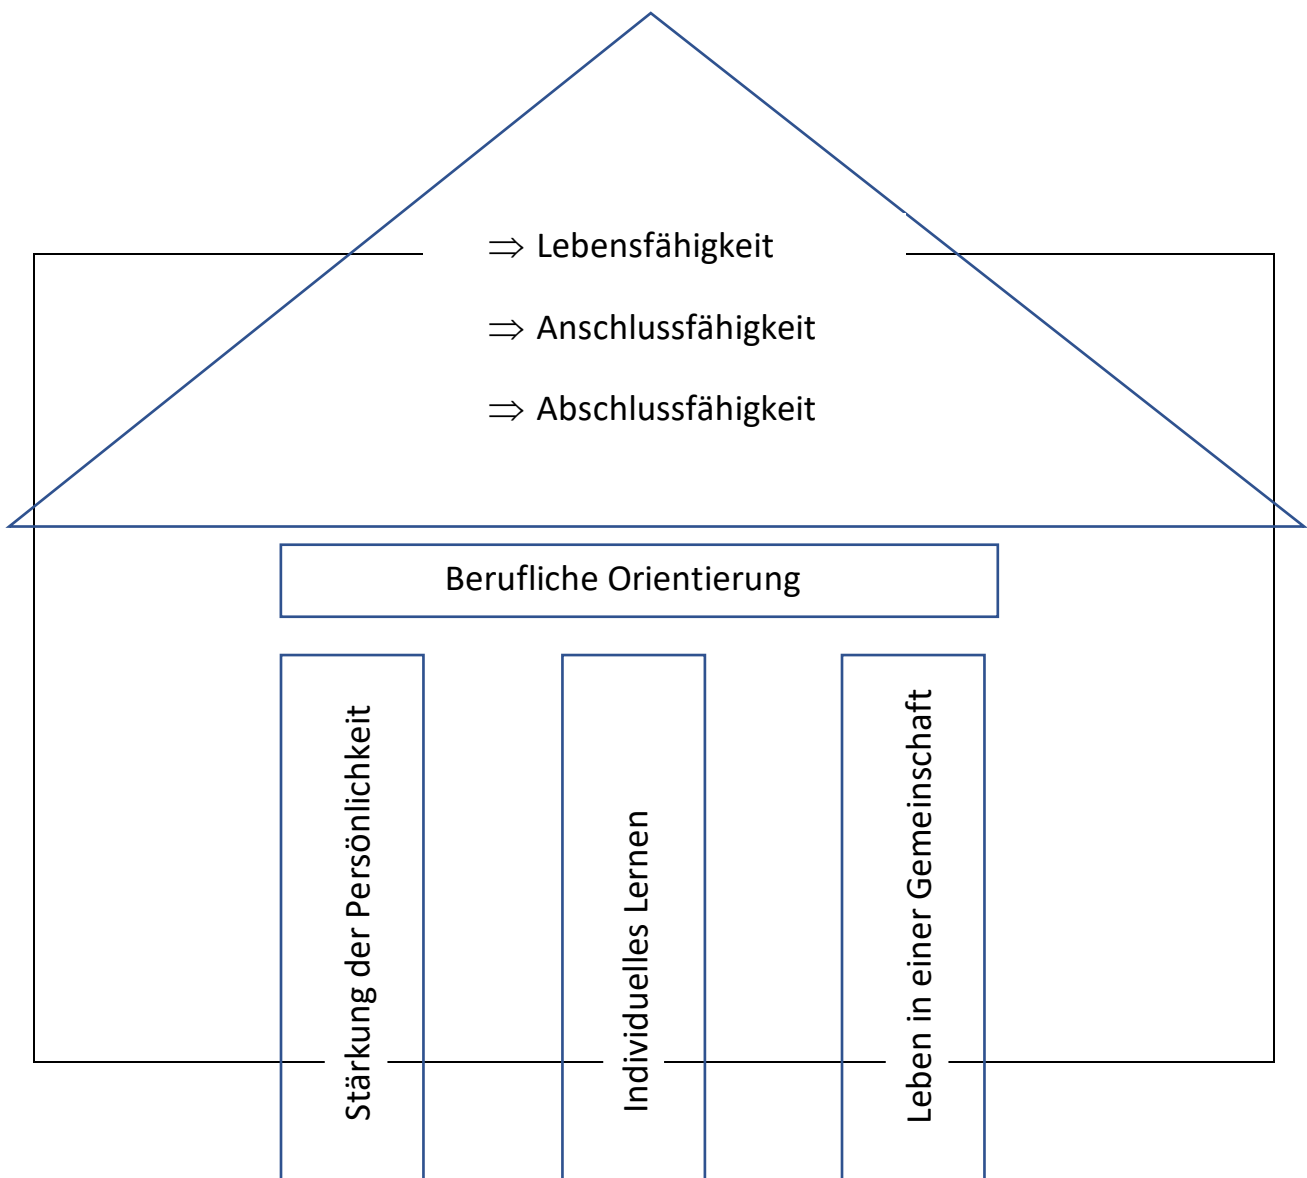 ⇒ Lebensfähigkeit
⇒ Anschlussfähigkeit
⇒ Abschlussfähigkeit
Berufliche Orientierung
Stärkung der Persönlichkeit
Individuelles Lernen
Leben in einer Gemeinschaft